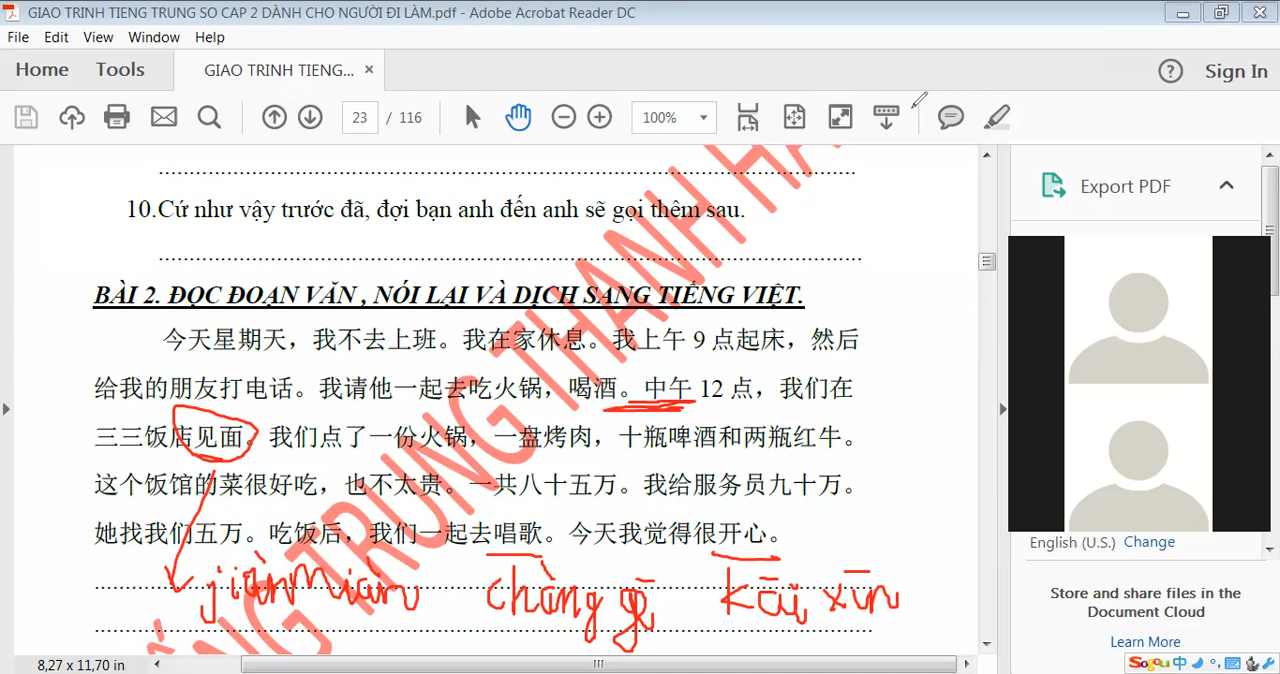 GIAO TRINH TIENG TRUNG SO CAP 2 DÀNH CHO NGƯỜI ĐI LÀM.pdf - Adobe Acrobat Reader DC
File Edit View Window Help
Home Tools GIAO TRINH TIENG... × ? Sign In
23 / 116 100%
10.Cứ như vậy trước đã, đợi bạn anh đến anh sẽ gọi thêm sau.
BÀI 2. ĐỌC ĐOẠN VĂN , NÓI LẠI VÀ DỊCH SANG TIẾNG VIỆT.
今天星期天，我不去上班。我在家休息。我上午 9 点起床，然后
给我的朋友打电话。我请他一起去吃火锅，喝酒。中午 12 点，我们在
三三饭店见面。我们点了一份火锅，一盘烤肉，十瓶啤酒和两瓶红牛。
这个饭馆的菜很好吃，也不太贵。一共八十五万。我给服务员九十万。
她找我们五万。吃饭后，我们一起去唱歌。今天我觉得很开心。
jiànmiàn chàng gē kāi xīn
TRUNG THANH H
8,27 x 11,70 in
Export PDF
English (U.S.) Change
Store and share files in the
Document Cloud
Learn More
Sogou 中